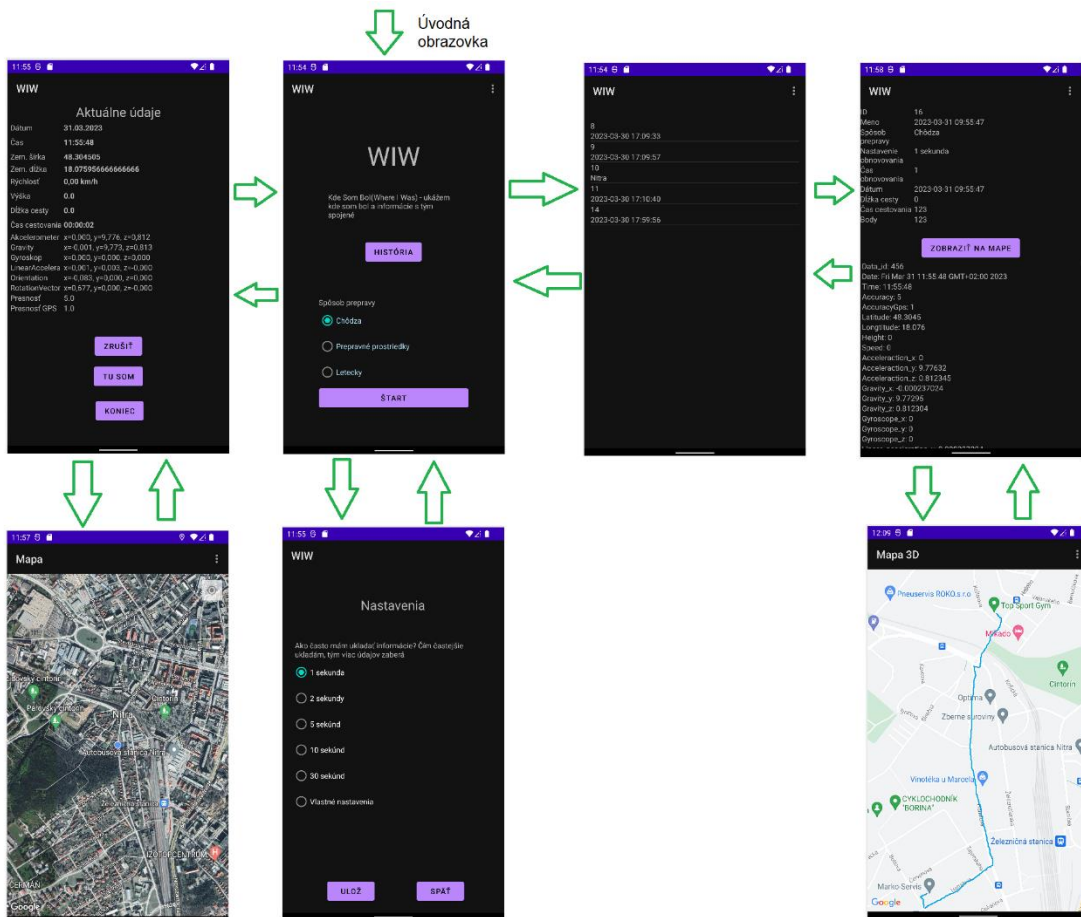 Úvodná
obrazovka
11:55
WIW
Aktuálne údaje
Dátum 31.03.2023
Čas 11:55:48
Zem. šírka 48.304505
Zem. dĺžka 18.075956666666666
Rýchlosť 0,00 km/h
Výška 0.0
Dĺžka cesty 0.0
Čas cestovania 00:00:02
Akcelerometer x=0,000, y=9,776, z=0,812
Gravity x=-0,001, y=9,773, z=0,813
Gyroskop x=0,000, y=0,000, z=0,000
LinearAccelera x=0,001, y=0,003, z=-0,000
Orientation x=-0,083, y=0,000, z=-0,000
RotationVector x=0,677, y=0,000, z=-0,000
Presnosť 5.0
Presnosť GPS 1.0
ZRUŠIŤ
TU SOM
KONIEC
11:54
WIW
WIW
Kde Som Bol(Where I Was) - ukážem
kde som bol a informácie s tým
spojené
HISTÓRIA
Spôsob prepravy
Chôdza
Prepravné prostriedky
Letecky
ŠTART
11:54
WIW
8
2023-03-30 17:09:33
9
2023-03-30 17:09:57
10
Nitra
11
2023-03-30 17:10:40
14
2023-03-30 17:59:56
11:58
WIW
ID 16
Meno 2023-03-31 09:55:47
Spôsob Chôdza
prepravy
Nastavenie 1 sekunda
obnovovania
Čas 1
obnovovania
Dátum 2023-03-31 09:55:47
Dĺžka cesty 0
Čas cestovania 123
Body 123
ZOBRAZIŤ NA MAPE
Data_id: 456
Date: Fri Mar 31 11:55:48 GMT+02:00 2023
Time: 11:55:48
Accuracy: 5
AccuracyGps: 1
Latitude: 48.3045
Longtitude: 18.076
Height: 0
Speed: 0
Acceleraction_x: 0
Acceleraction_y: 9.77632
Acceleraction_z: 0.812345
Gravity_x: -0.000237024
Gravity_y: 9.77296
Gravity_z: 0.812304
Gyroscope_x: 0
Gyroscope_y: 0
Gyroscope_z: 0
11:57
Mapa
Nitra
Cintorín
Autobusová stanica Nitra
Železničná stanica
IZOTOPCENTRUM,
ČERMÁŇ
Google
11:55
WIW
Nastavenia
Ako často mám ukladať informácie? Čím častejšie
ukladám, tým viac údajov zaberá
1 sekunda
2 sekundy
5 sekúnd
10 sekúnd
30 sekúnd
Vlastné nastavenia
ULOŽ
SPÄŤ
12:09
Mapa 3D
Pneuservis ROKO.s.r.o
Top Sport Gym
Mikado
Cintorín
Optima
Zberne suroviny
Autobusová stanica Nitra
Vinotéka u Marcela
CYKLOCHODNÍK
"BORINA"
Železničná stanica
Marko-Servis
Google